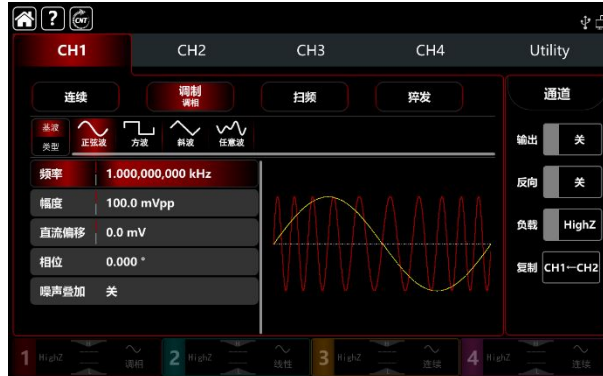 ? CNT
CH1 CH2 CH3 CH4 Utility
连续 调制 扫频 猝发 通道
调相
基波
类型 正弦波 方波 斜波 任意波
输出 关
频率 1.000,000,000 kHz
反向 关
幅度 100.0 mVpp
直流偏移 0.0 mV
负载 HighZ
相位 0.000 °
复制 CH1←CH2
噪声叠加 关
1 HighZ 调相 2 HighZ 线性 3 HighZ 连续 4 HighZ 连续